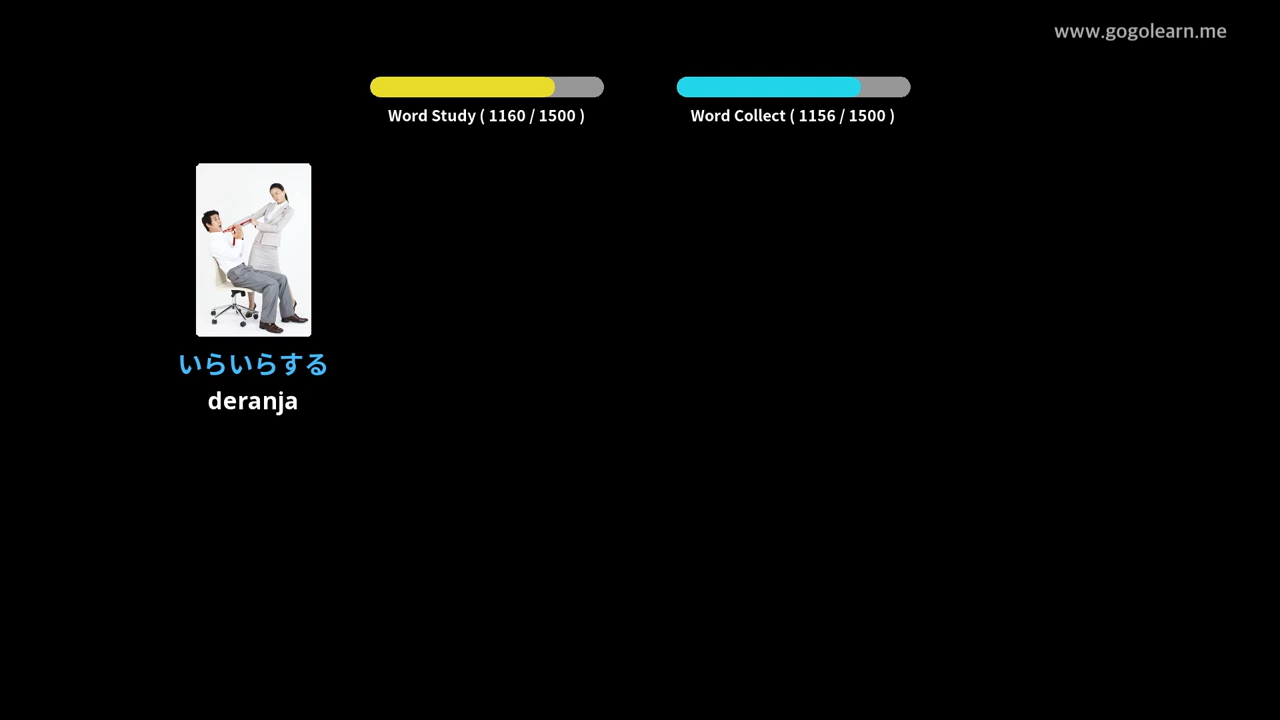 www.gogolearn.me
Word Study ( 1160 / 1500 )
Word Collect ( 1156 / 1500 )
いらいらする
deranja